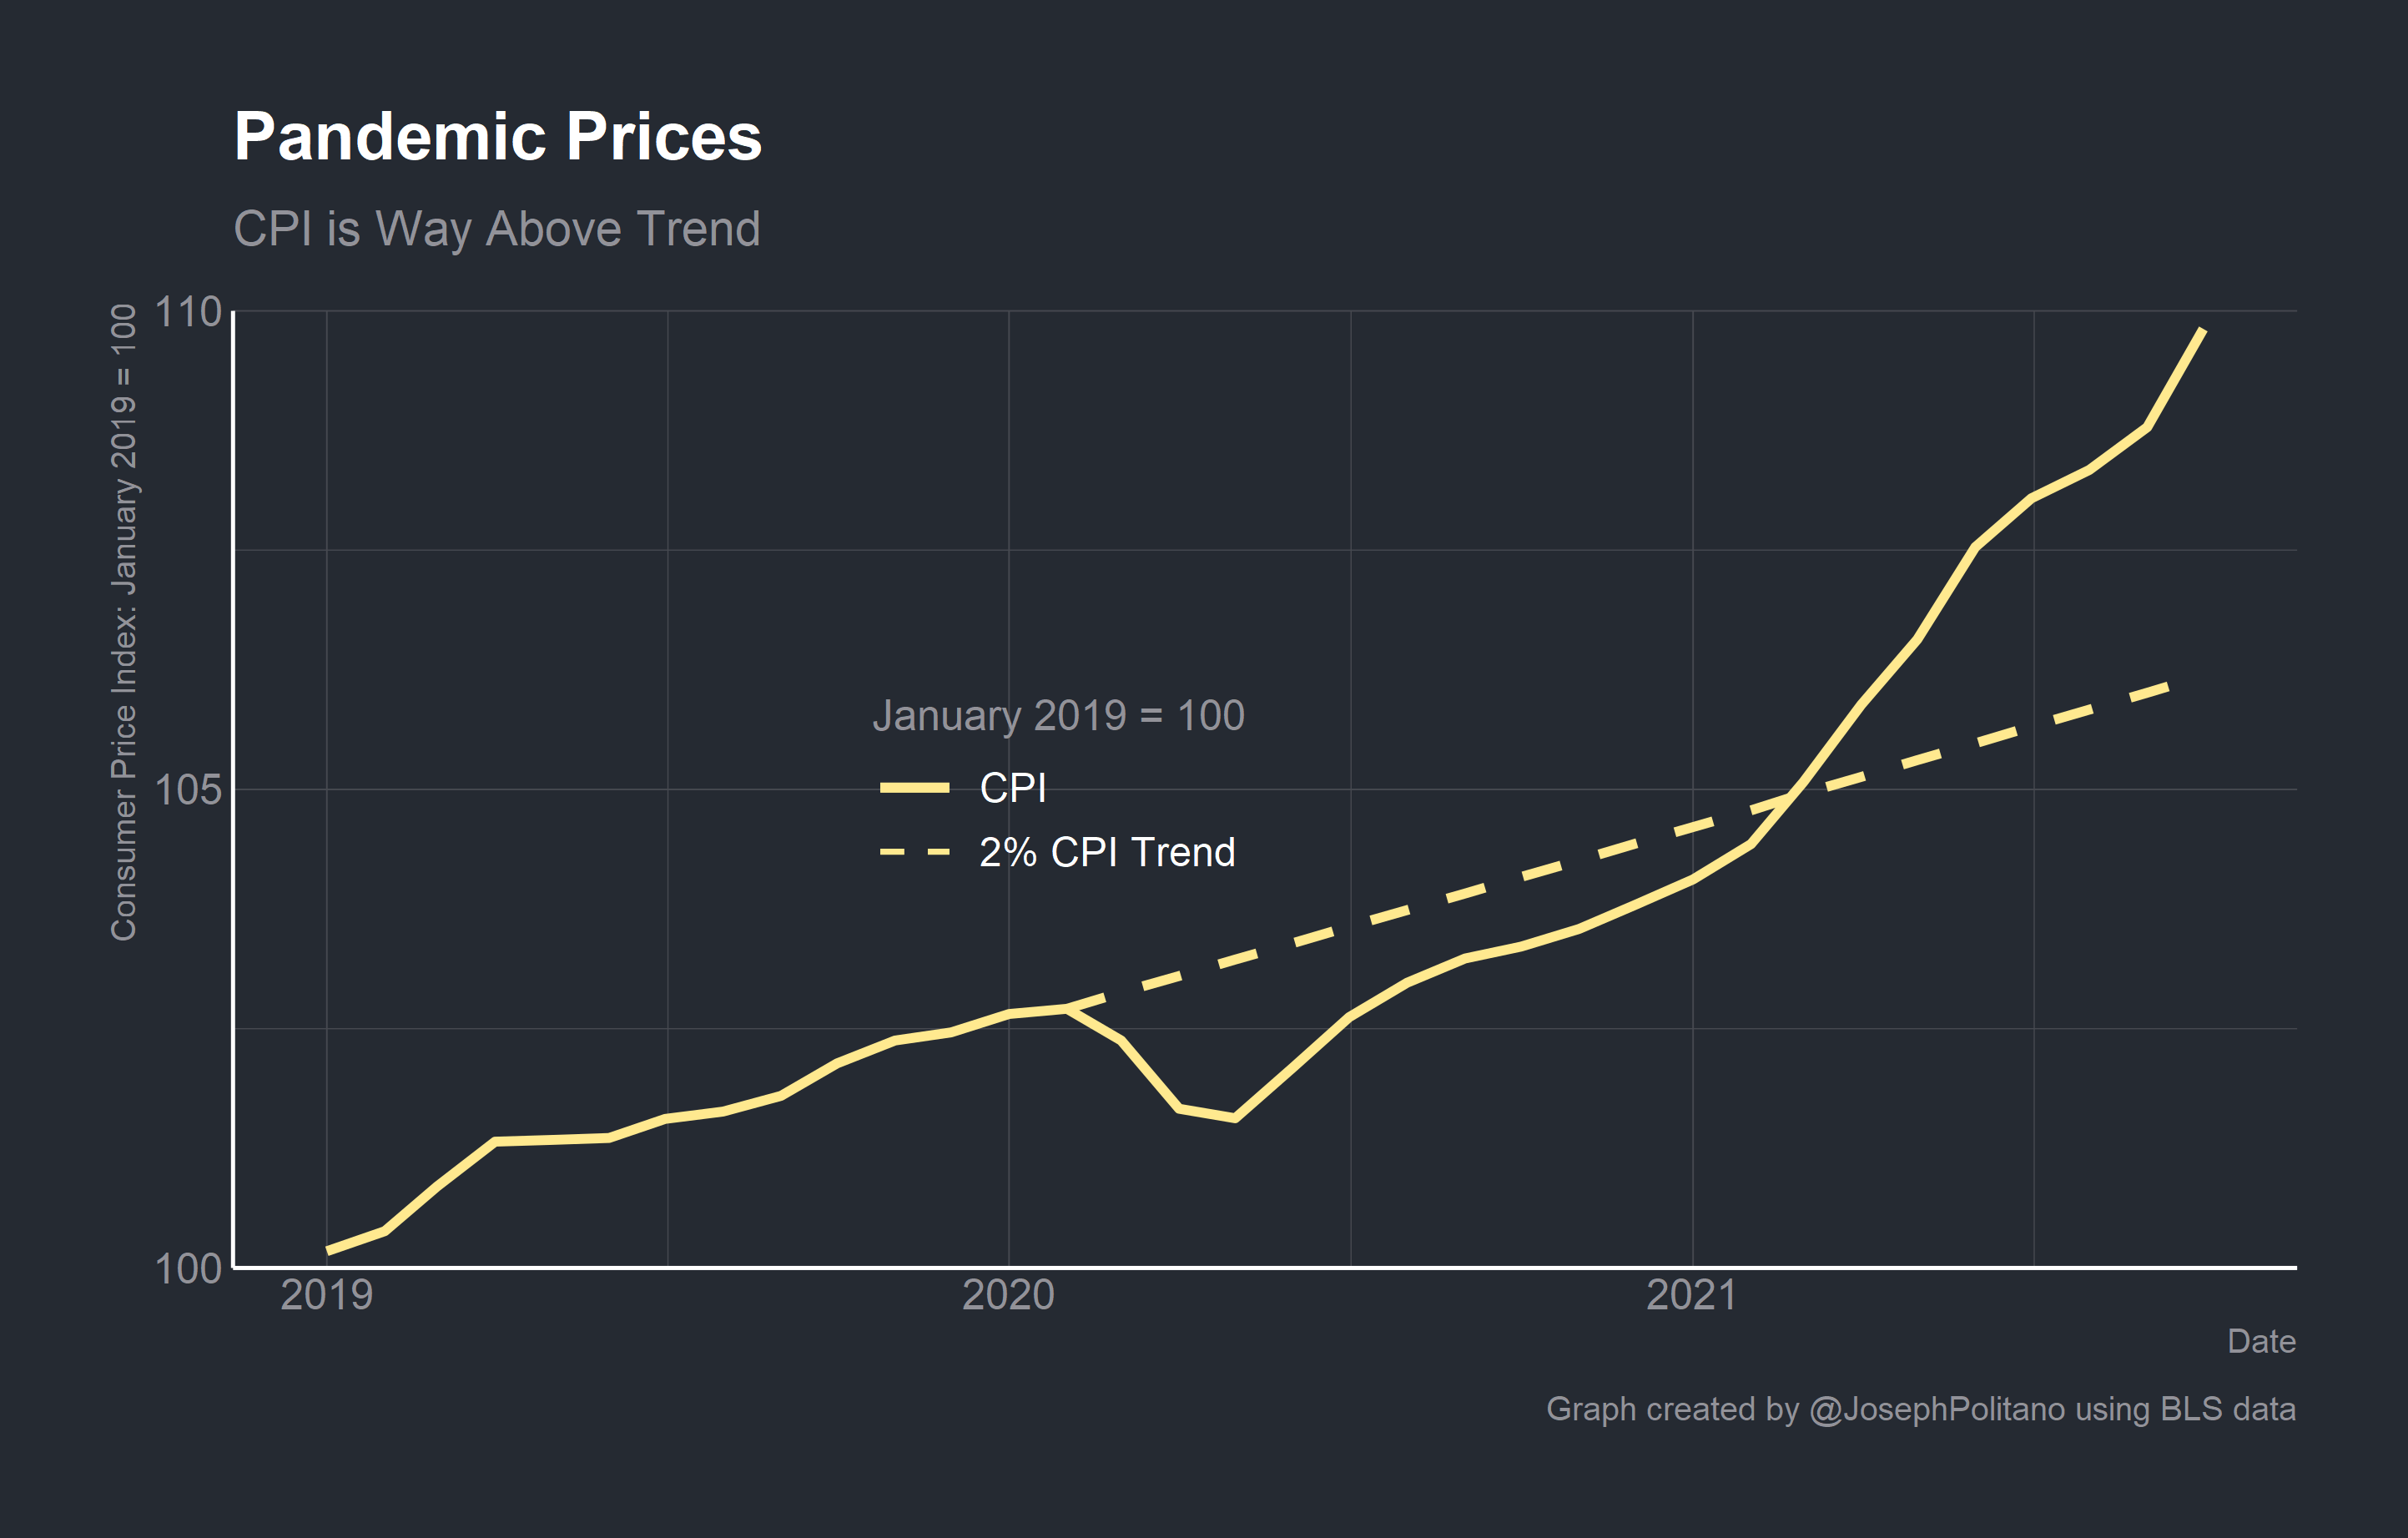 Pandemic Prices
CPI is Way Above Trend
Consumer Price Index: January 2019 = 100
110
105
100
January 2019 = 100
CPI
2% CPI Trend
2019
2020
2021
Date
Graph created by @JosephPolitano using BLS data